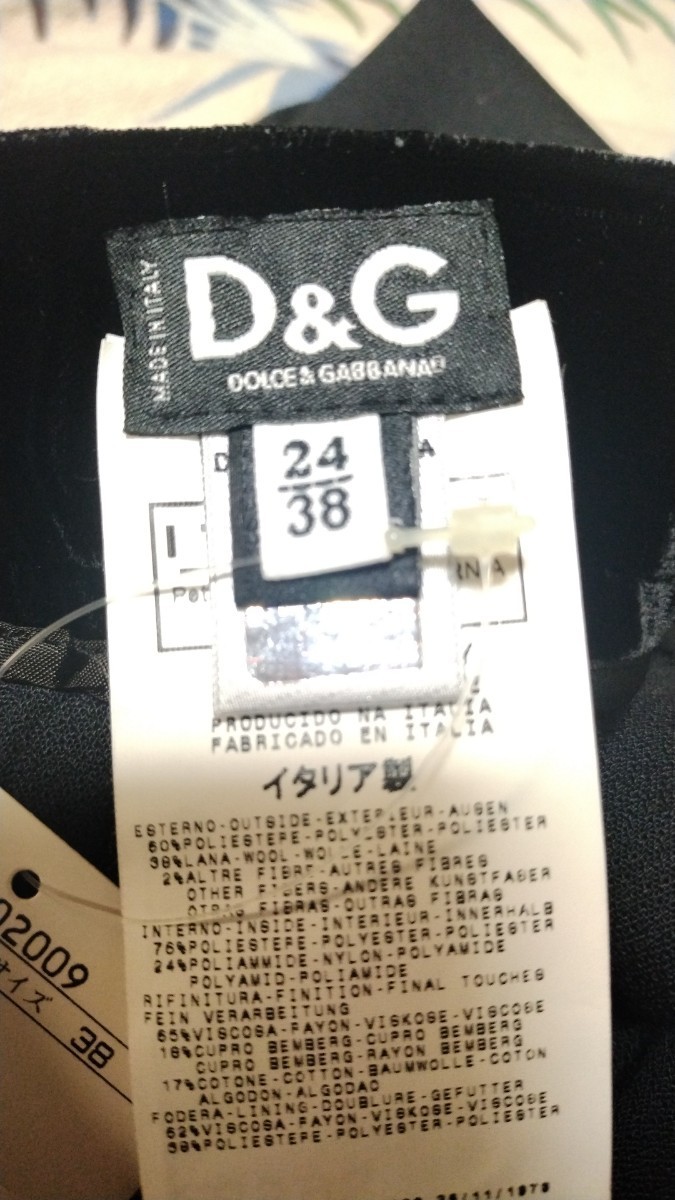 MADE IN ITALY
D&G
DOLCE & GABBANA
24
38
PRODUCIDO NA ITALIA
FABRICADO EN ITALIA
イタリア製
ESTERNO-OUTSIDE-EXTERIEUR-AUSEN
60%POLIESTERE-POLYESTER-POLIESTER
38%LANA-WOOL-WOLLE-LAINE
2%ALTRE FIBRE-AUTRES FIBRES
OTHER FIBERS-ANDERE KUNSTFASER
OTRAS FIBRAS-OUTRAS FIBRAS
INTERNO-INSIDE-INTERIEUR-INNERHALB
76%POLIESTERE-POLYESTER-POLIESTER
24%POLIAMMIDE-NYLON-POLYAMIDE
POLYAMID-POLIAMIDE
RIFINITURA-FINITION-FINAL TOUCHES
FEIN VERARBEITUNG
65%VISCOSA-RAYON-VISKOSE-VISCOSE
18%CUPRO BEMBERG-CUPRO BEMBERG
CUPRO BEMBERG-RAYON BEMBERG
17%COTONE-COTTON-BAUMWOLLE-COTON
ALGODON-ALGODAO
FODERA-LINING-DOUBLURE-GEFUTTER
62%VISCOSA-RAYON-VISKOSE-VISCOSE
38%POLIESTERE-POLYESTER-POLIESTER
26/11/1973
02009
サイズ 38